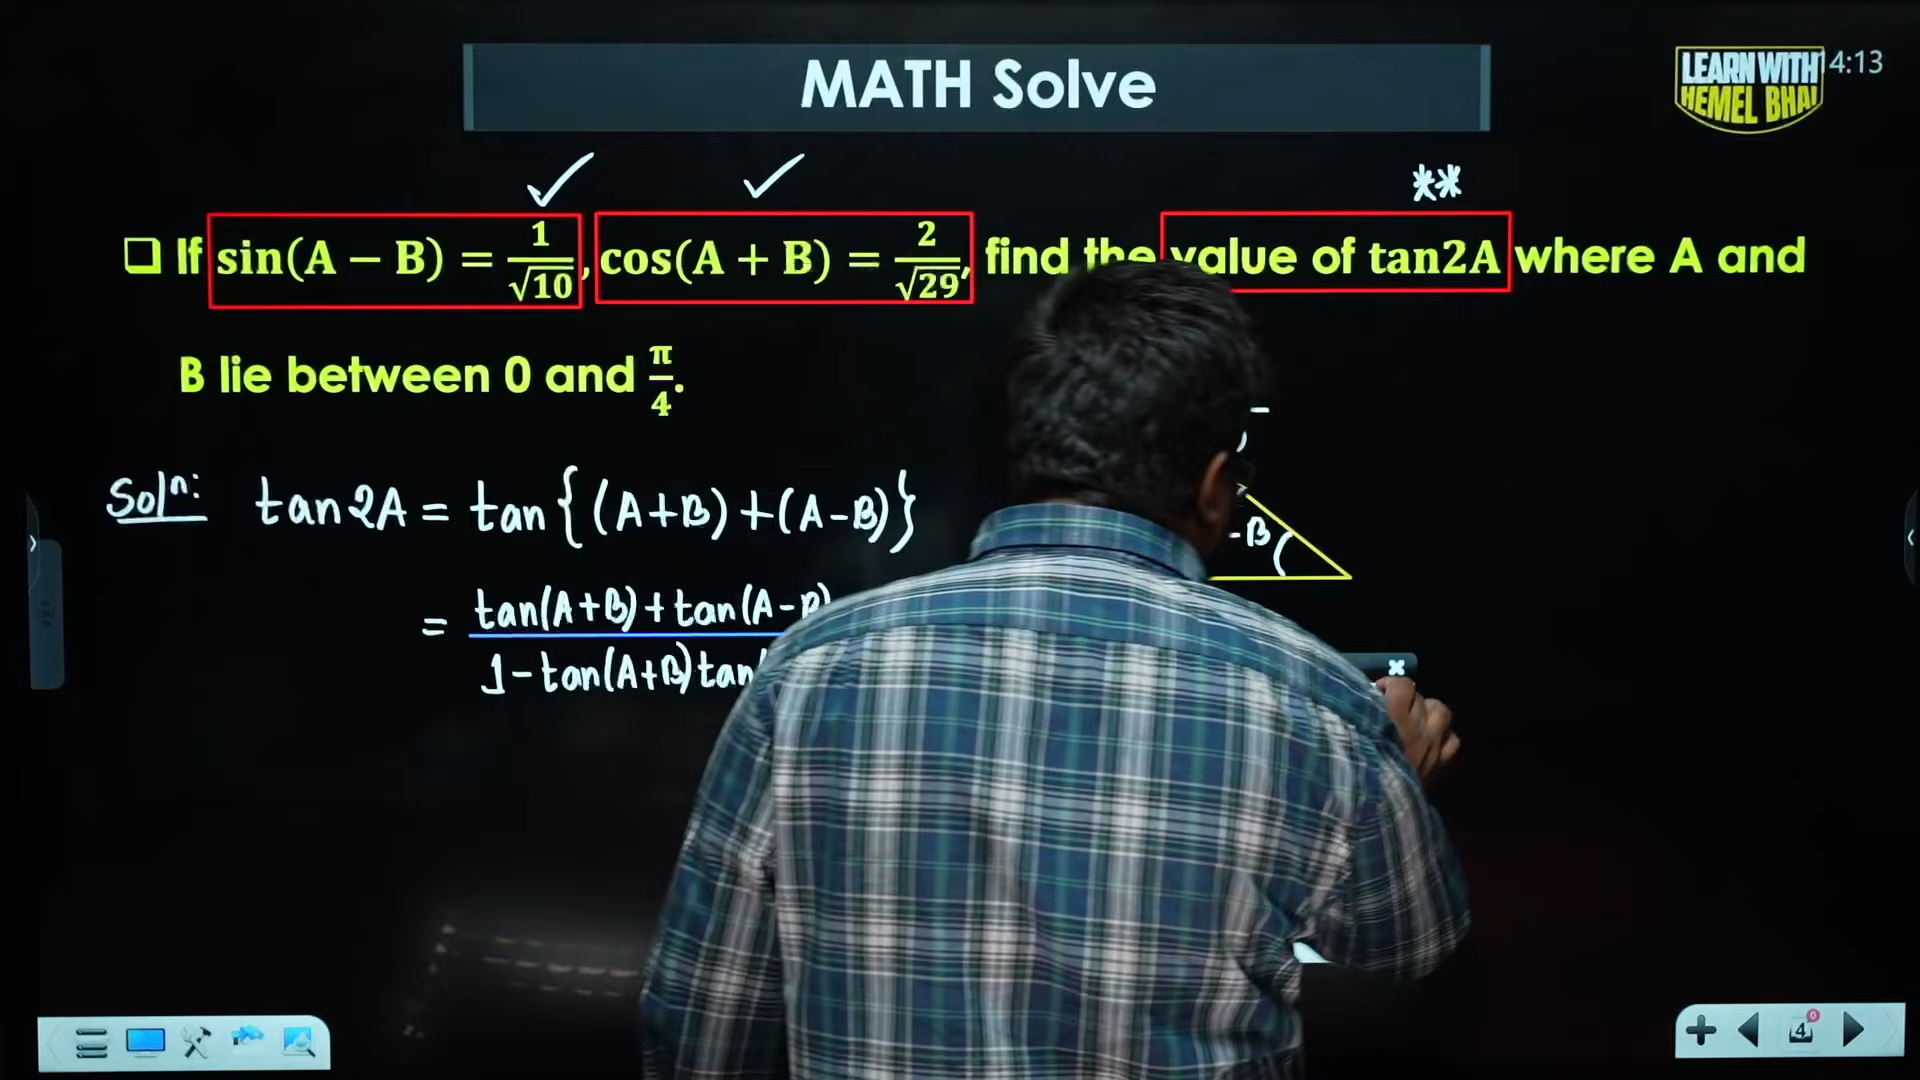 MATH Solve
LEARN WITH
HEMEL BHAI
4:13
**
❑ If sin(A − B) = 1/√10, cos(A + B) = 2/√29, find the value of tan2A where A and
B lie between 0 and π/4.
Solⁿ: tan2A = tan{(A+B)+(A-B)}
= tan(A+B)+tan(A-B)
1-tan(A+B)tan
-B
4